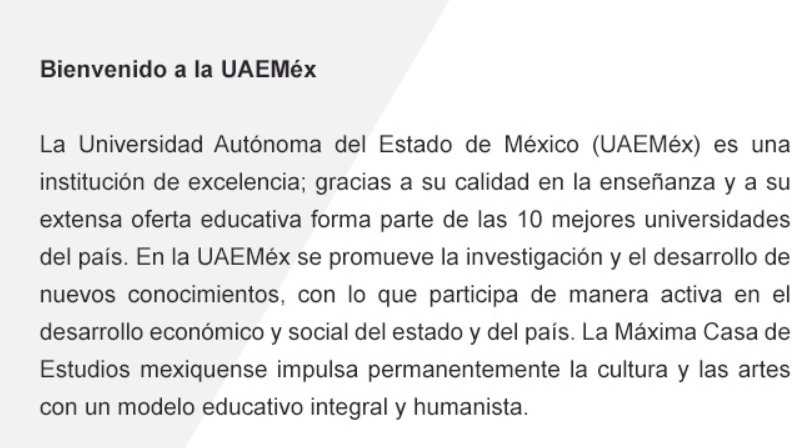 Bienvenido a la UAEMéx
La Universidad Autónoma del Estado de México (UAEMéx) es una
institución de excelencia; gracias a su calidad en la enseñanza y a su
extensa oferta educativa forma parte de las 10 mejores universidades
del país. En la UAEMéx se promueve la investigación y el desarrollo de
nuevos conocimientos, con lo que participa de manera activa en el
desarrollo económico y social del estado y del país. La Máxima Casa de
Estudios mexiquense impulsa permanentemente la cultura y las artes
con un modelo educativo integral y humanista.